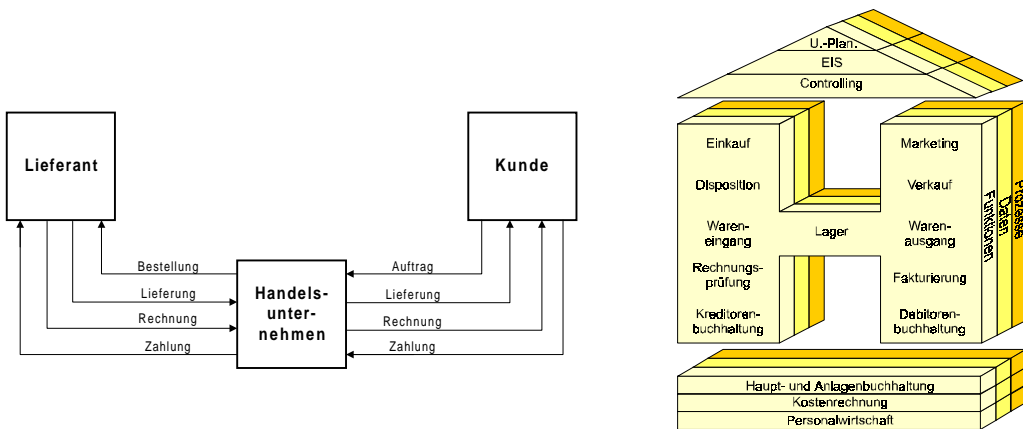 Lieferant
Kunde
Bestellung
Lieferung
Rechnung
Zahlung
Handels-
unter-
nehmen
Auftrag
Lieferung
Rechnung
Zahlung
U.-Plan.
EIS
Controlling
Einkauf
Disposition
Waren-
eingang
Rechnungs-
prüfung
Kreditoren-
buchhaltung
Lager
Marketing
Verkauf
Waren-
ausgang
Fakturierung
Debitoren-
buchhaltung
Funktionen
Daten
Prozesse
Haupt- und Anlagenbuchhaltung
Kostenrechnung
Personalwirtschaft